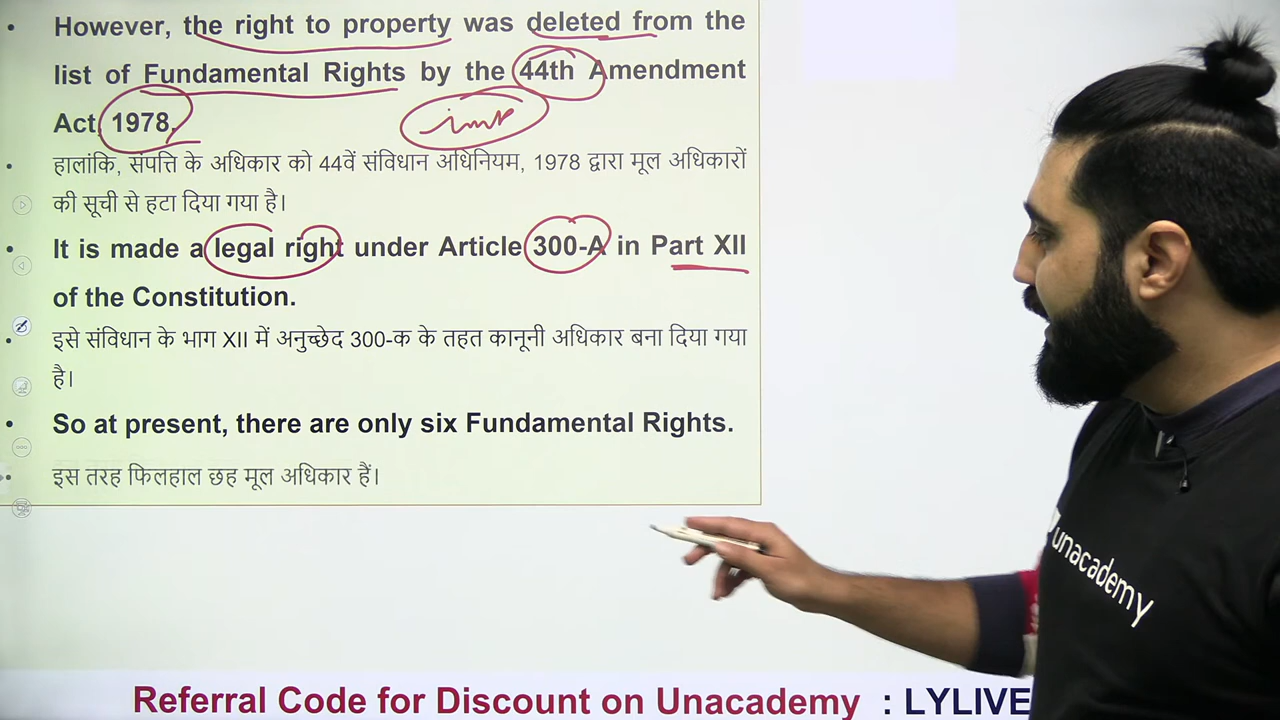 However, the right to property was deleted from the
list of Fundamental Rights by the 44th Amendment
Act, 1978.
imp
हालांकि, संपत्ति के अधिकार को 44वें संविधान अधिनियम, 1978 द्वारा मूल अधिकारों
की सूची से हटा दिया गया है।
It is made a legal right under Article 300-A in Part XII
of the Constitution.
इसे संविधान के भाग XII में अनुच्छेद 300-क के तहत कानूनी अधिकार बना दिया गया
है।
So at present, there are only six Fundamental Rights.
इस तरह फिलहाल छह मूल अधिकार हैं।
unacademy
Referral Code for Discount on Unacademy : LYLIVE